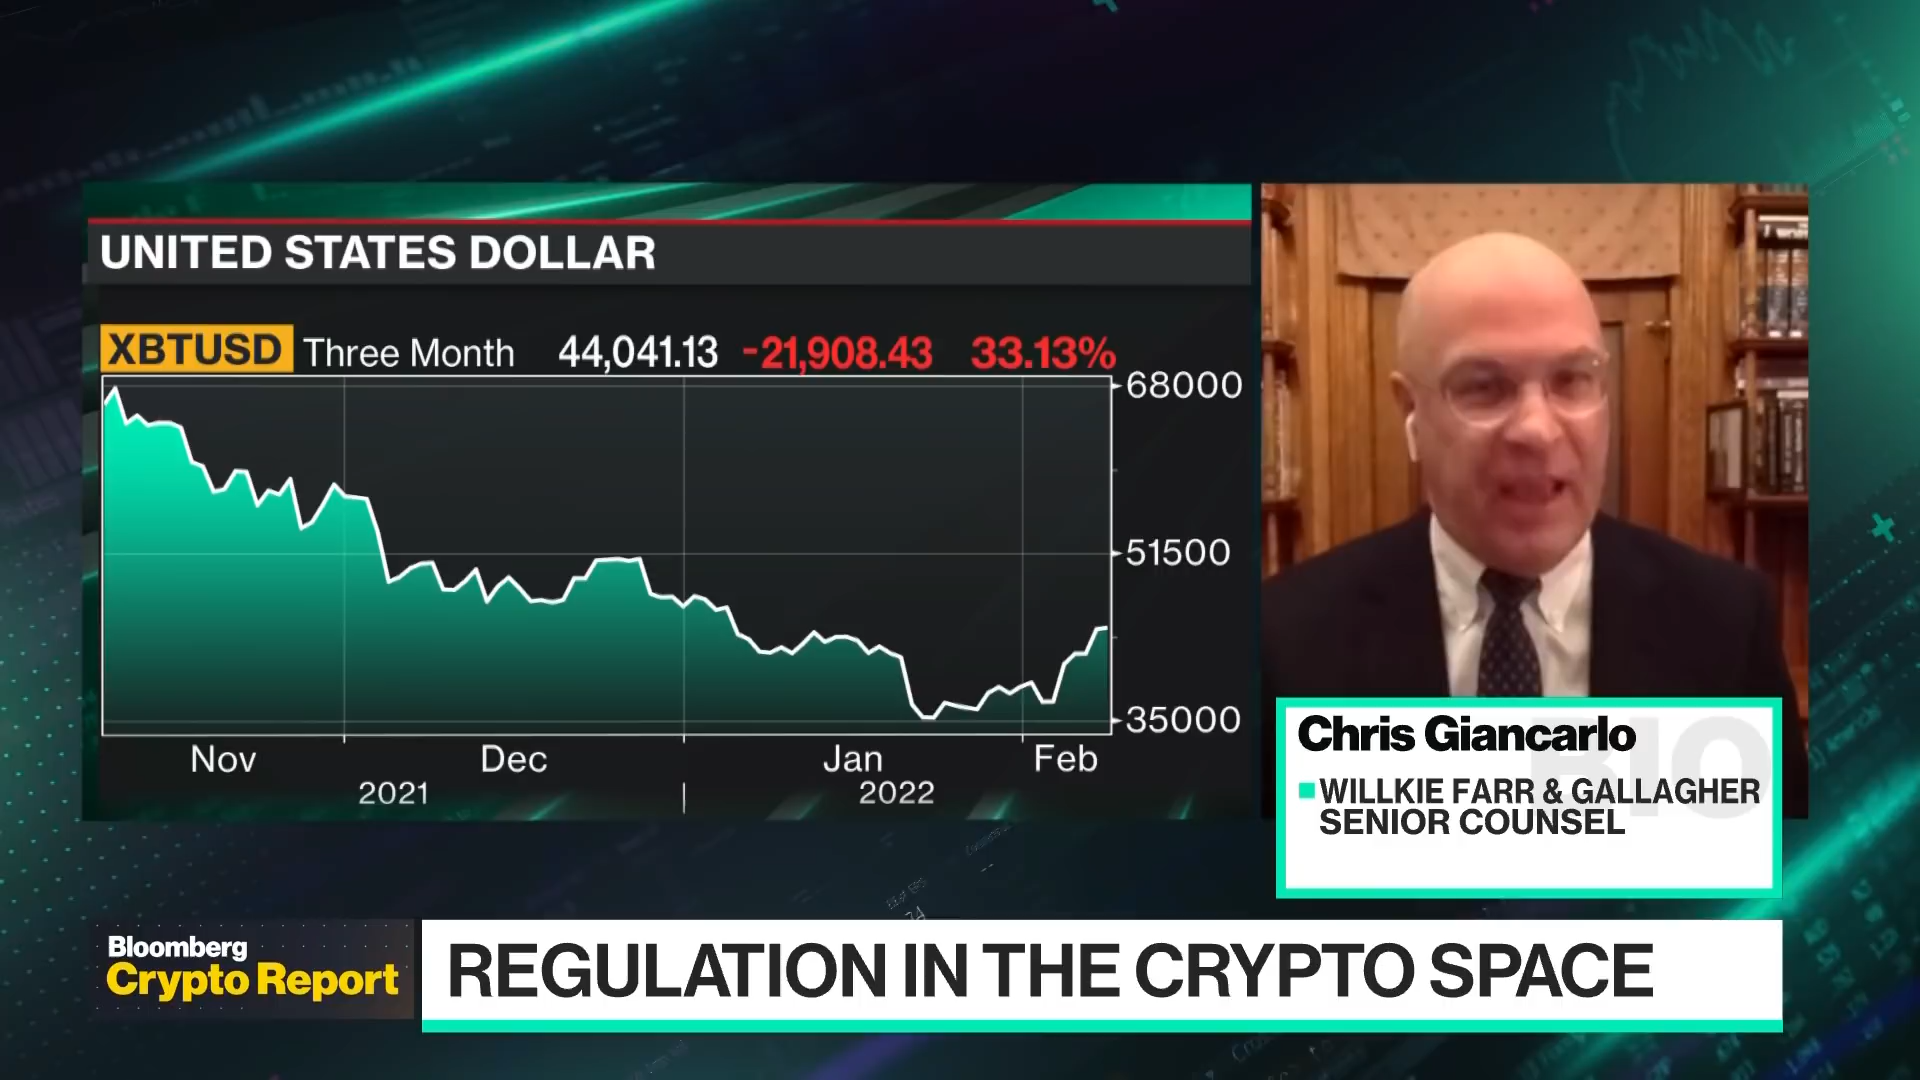 UNITED STATES DOLLAR
XBTUSD Three Month 44,041.13 -21,908.43 33.13%
68000
51500
35000
Nov Dec Jan Feb
2021 2022
Chris Giancarlo
WILLKIE FARR & GALLAGHER
SENIOR COUNSEL
Bloomberg
Crypto Report
REGULATION IN THE CRYPTO SPACE